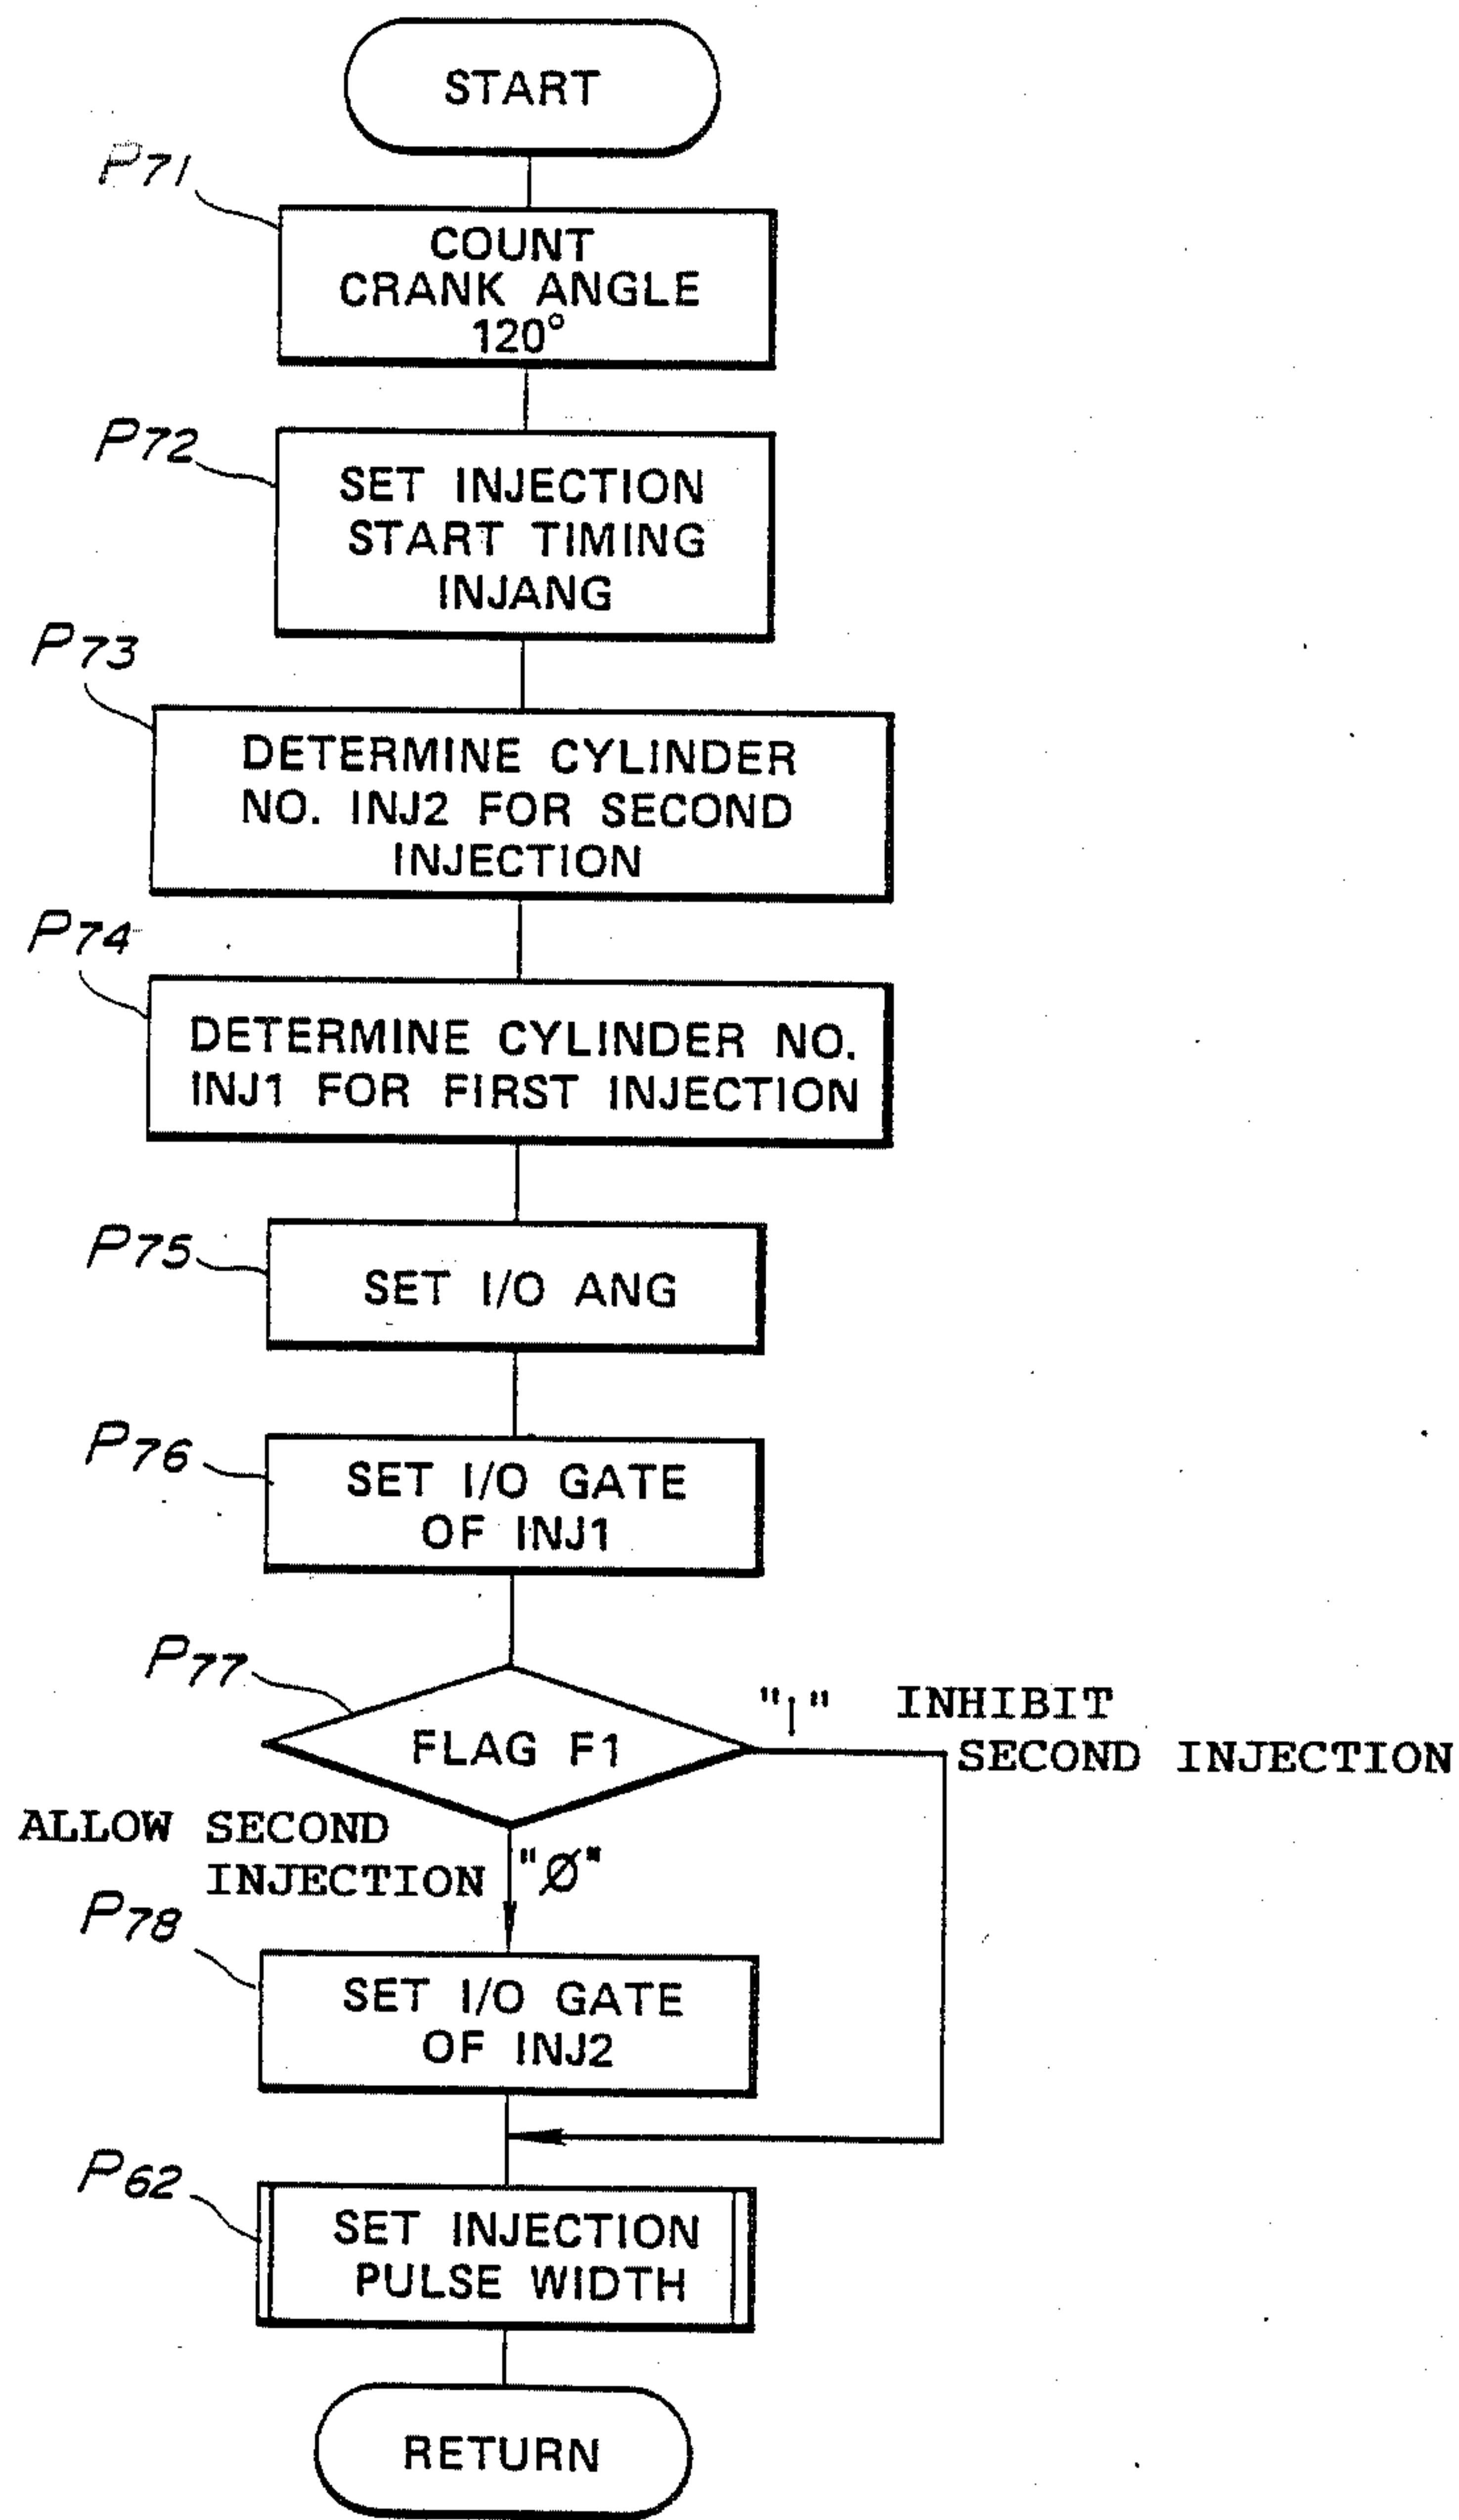 START
P71
COUNT
CRANK ANGLE
120°
P72
SET INJECTION
START TIMING
INJANG
P73
DETERMINE CYLINDER
NO. INJ2 FOR SECOND
INJECTION
P74
DETERMINE CYLINDER NO.
INJ1 FOR FIRST INJECTION
P75
SET I/O ANG
P76
SET I/O GATE
OF INJ1
P77
FLAG F1
"1" INHIBIT
SECOND INJECTION
ALLOW SECOND
INJECTION
"Ø"
P78
SET I/O GATE
OF INJ2
P62
SET INJECTION
PULSE WIDTH
RETURN